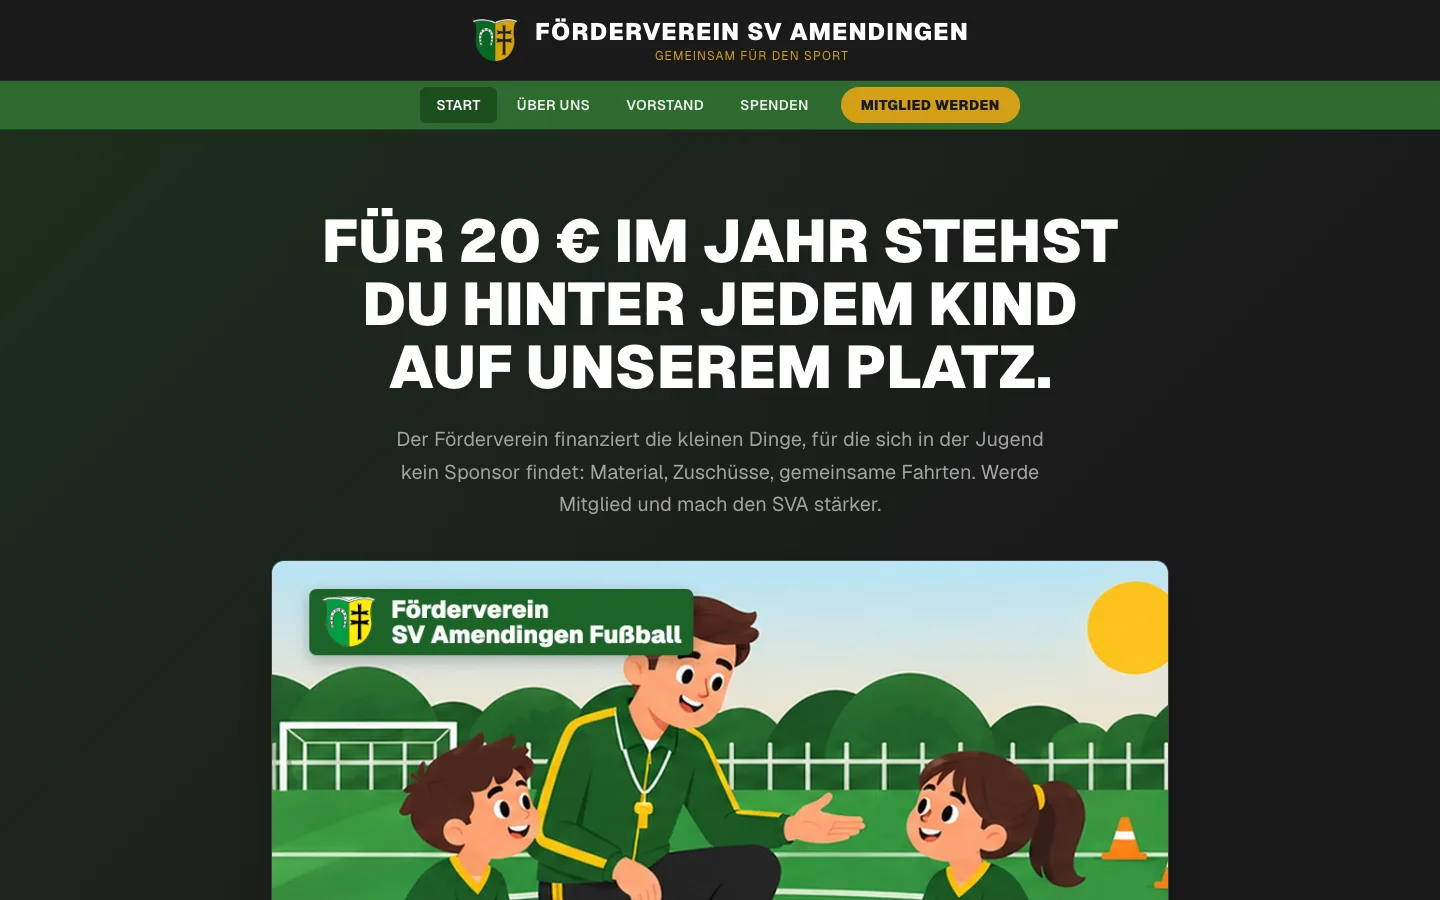 FÖRDERVEREIN SV AMENDINGEN
GEMEINSAM FÜR DEN SPORT
START
ÜBER UNS
VORSTAND
SPENDEN
MITGLIED WERDEN
FÜR 20 € IM JAHR STEHST
DU HINTER JEDEM KIND
AUF UNSEREM PLATZ.
Der Förderverein finanziert die kleinen Dinge, für die sich in der Jugend
kein Sponsor findet: Material, Zuschüsse, gemeinsame Fahrten. Werde
Mitglied und mach den SVA stärker.
Förderverein
SV Amendingen Fußball